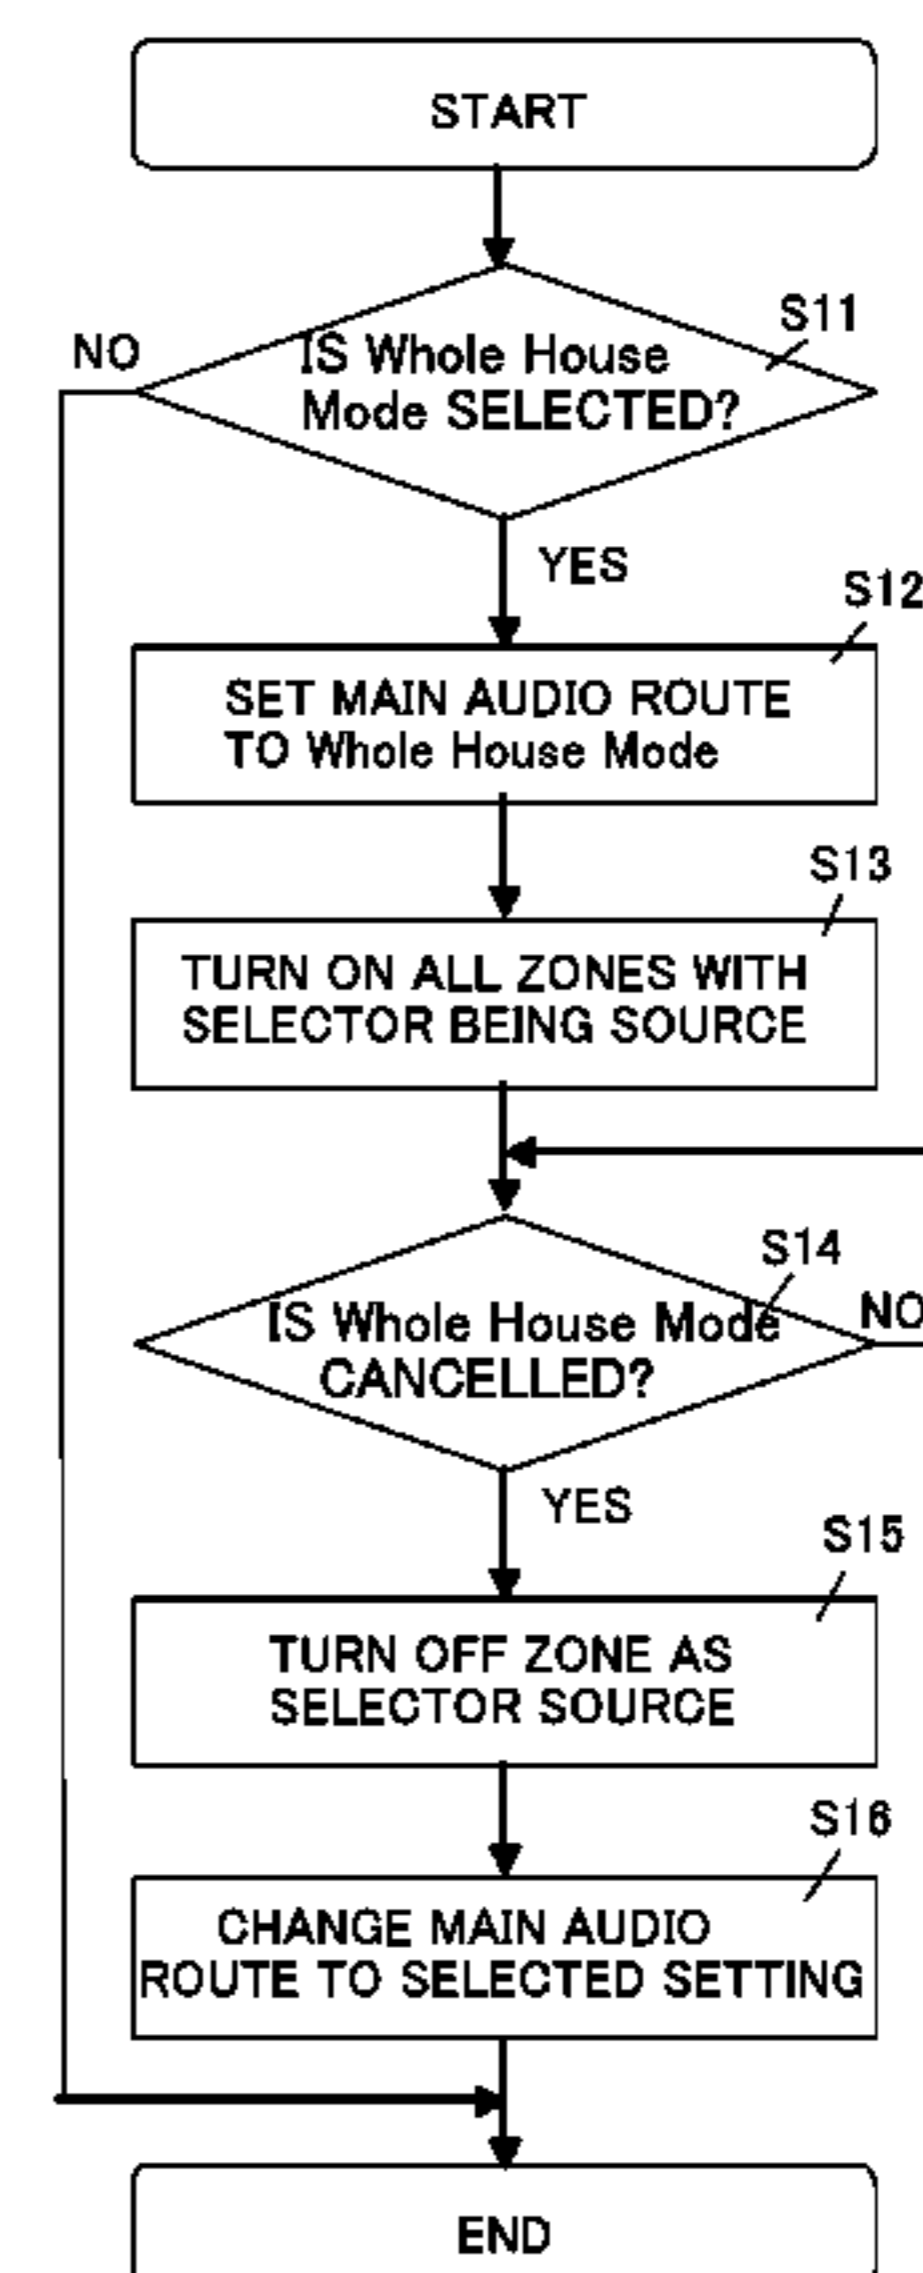 START
S11
NO
IS Whole House
Mode SELECTED?
YES
S12
SET MAIN AUDIO ROUTE
TO Whole House Mode
S13
TURN ON ALL ZONES WITH
SELECTOR BEING SOURCE
S14
NO
IS Whole House Mode
CANCELLED?
YES
S15
TURN OFF ZONE AS
SELECTOR SOURCE
S16
CHANGE MAIN AUDIO
ROUTE TO SELECTED SETTING
END